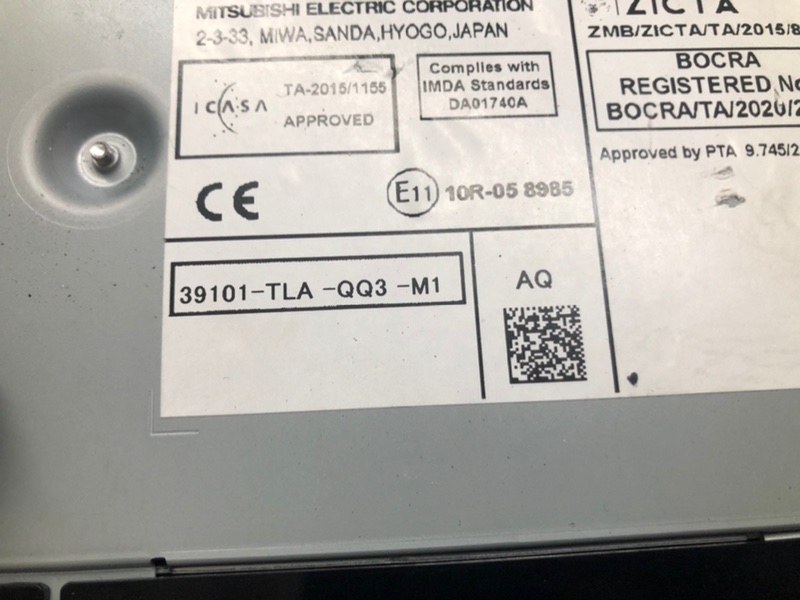 MITSUBISHI ELECTRIC CORPORATION
2-3-33, MIWA,SANDA,HYOGO,JAPAN
ICASA
TA-2015/1155
APPROVED
Complies with
IMDA Standards
DA01740A
CE
E11 10R-05 8985
39101-TLA -QQ3 -M1
AQ
ZICTA
ZMB/ZICTA/TA/2015/8
BOCRA
REGISTERED No
BOCRA/TA/2020/2
Approved by PTA 9.745/2